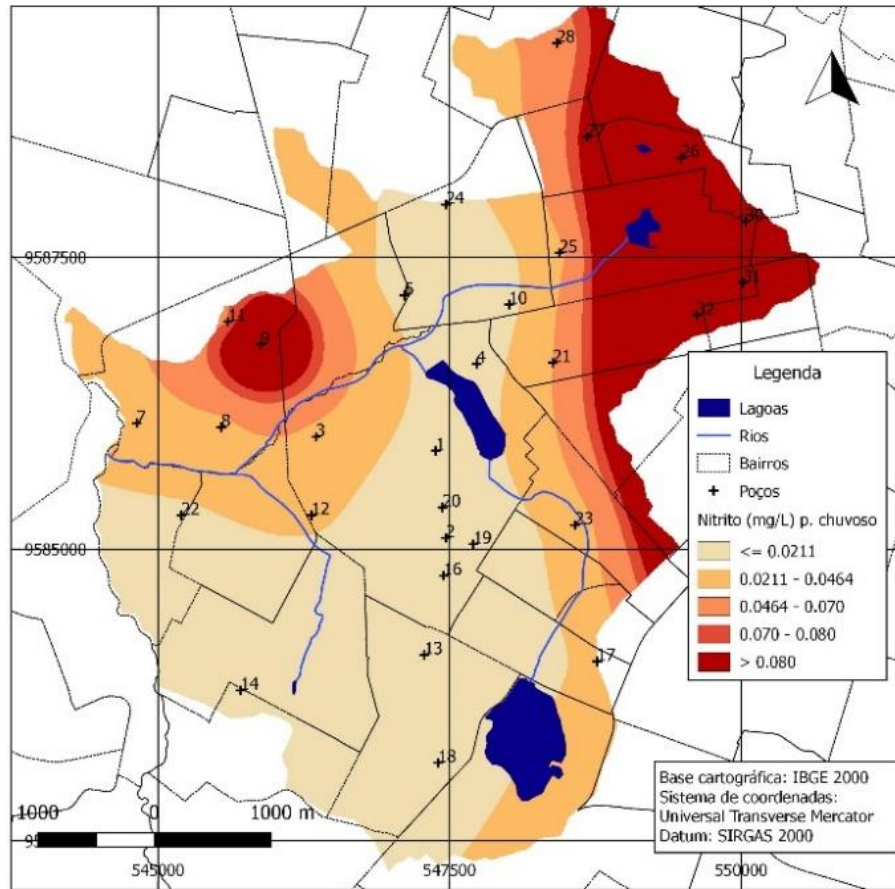 28
27
26
24
30
9587500
25
5
31
10
11
32
9
4
21
7
8
3
1
22
12
20
23
2
19
9585000
16
13
17
14
18
1000
0
1000 m
545000
547500
550000
Legenda
Lagoas
Rios
Bairros
Poços
Nitrito (mg/L) p. chuvoso
<= 0.0211
0.0211 - 0.0464
0.0464 - 0.070
0.070 - 0.080
> 0.080
Base cartográfica: IBGE 2000
Sistema de coordenadas:
Universal Transverse Mercator
Datum: SIRGAS 2000